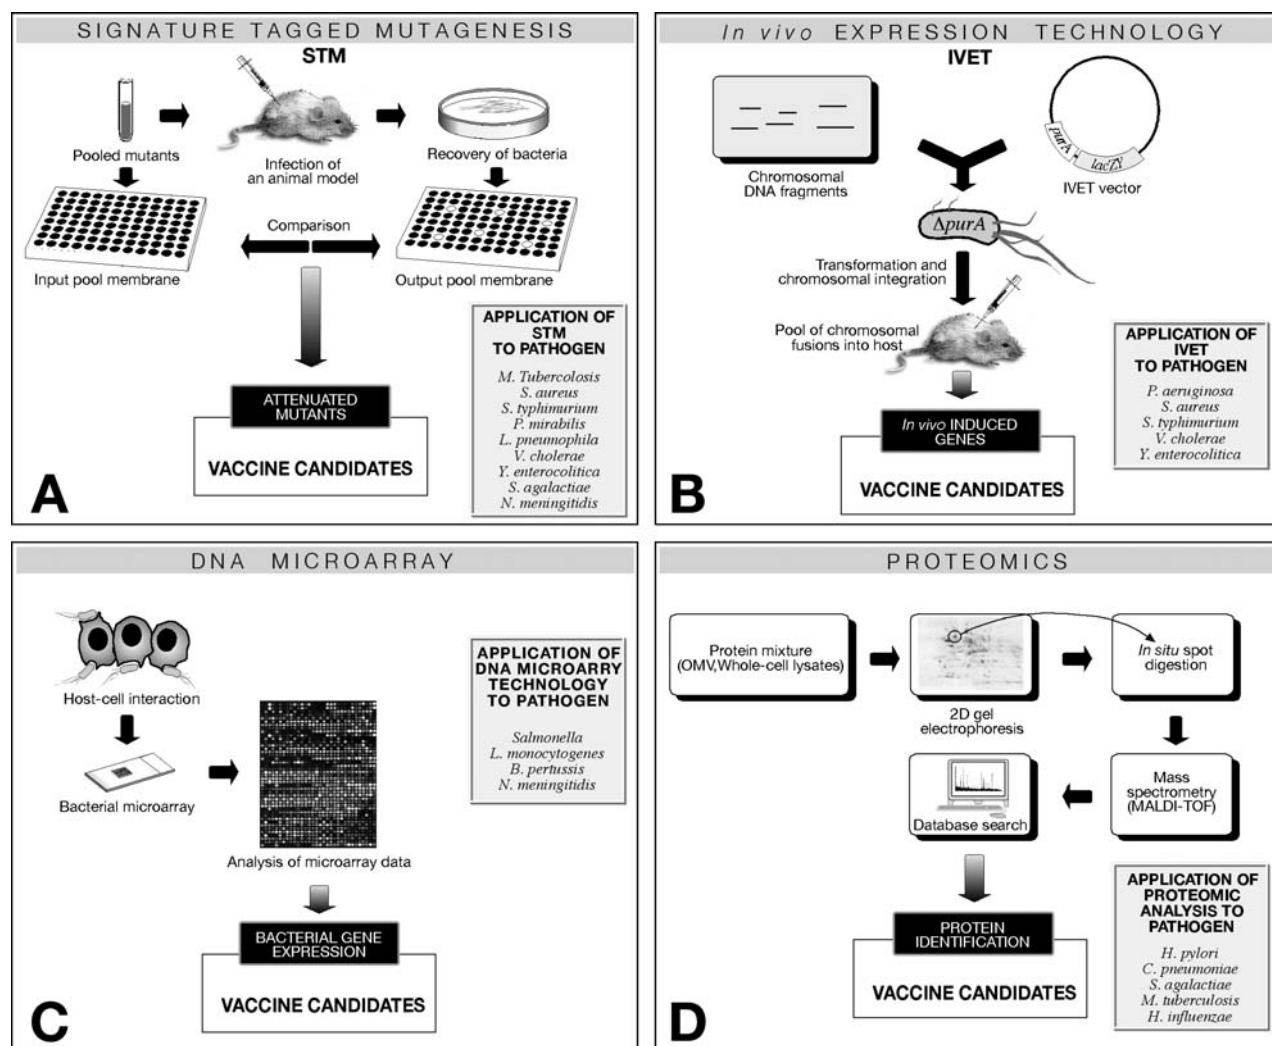 SIGNATURE TAGGED MUTAGENESIS
STM
Pooled mutants
Infection of
an animal model
Recovery of bacteria
Comparison
Input pool membrane
Output pool membrane
ATTENUATED
MUTANTS
VACCINE CANDIDATES
APPLICATION OF
STM
TO PATHOGEN
M. Tubercolosis
S. aureus
S. typhimurium
P. mirabilis
L. pneumophila
V. cholerae
Y. enterocolitica
S. agalactiae
N. meningitidis
A
In vivo EXPRESSION TECHNOLOGY
IVET
Chromosomal
DNA fragments
purA
lacZY
IVET vector
ΔpurA
Transformation and
chromosomal integration
Pool of chromosomal
fusions into host
In vivo INDUCED
GENES
VACCINE CANDIDATES
APPLICATION OF
IVET
TO PATHOGEN
P. aeruginosa
S. aureus
S. typhimurium
V. cholerae
Y. enterocolitica
B
DNA MICROARRAY
Host-cell interaction
Bacterial microarray
Analysis of microarray data
BACTERIAL GENE
EXPRESSION
VACCINE CANDIDATES
APPLICATION OF
DNA MICROARRY
TECHNOLOGY
TO PATHOGEN
Salmonella
L. monocytogenes
B. pertussis
N. meningitidis
C
PROTEOMICS
Protein mixture
(OMV,Whole-cell lysates)
2D gel
electrophoresis
In situ spot
digestion
Mass
spectrometry
(MALDI-TOF)
Database search
PROTEIN
IDENTIFICATION
VACCINE CANDIDATES
APPLICATION OF
PROTEOMIC
ANALYSIS TO
PATHOGEN
H. pylori
C. pneumoniae
S. agalactiae
M. tuberculosis
H. influenzae
D